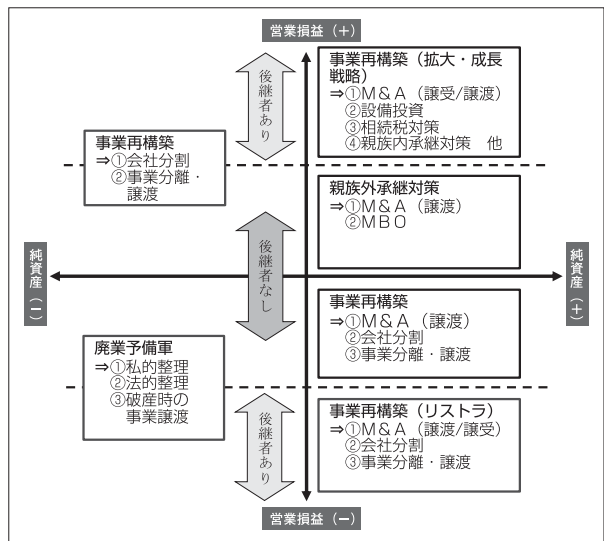 営業損益（＋）
後継者あり
事業再構築（拡大・成長
戦略）
⇒①Ｍ＆Ａ（譲受/譲渡）
②設備投資
③相続税対策
④親族内承継対策　他
事業再構築
⇒①会社分割
②事業分離・
譲渡
親族外承継対策
⇒①Ｍ＆Ａ（譲渡）
②ＭＢＯ
純資産（−）
後継者なし
純資産（＋）
事業再構築
⇒①Ｍ＆Ａ（譲渡）
②会社分割
③事業分離・譲渡
廃業予備軍
⇒①私的整理
②法的整理
③破産時の
事業譲渡
後継者あり
事業再構築（リストラ）
⇒①Ｍ＆Ａ（譲渡/譲受）
②会社分割
③事業分離・譲渡
営業損益（−）